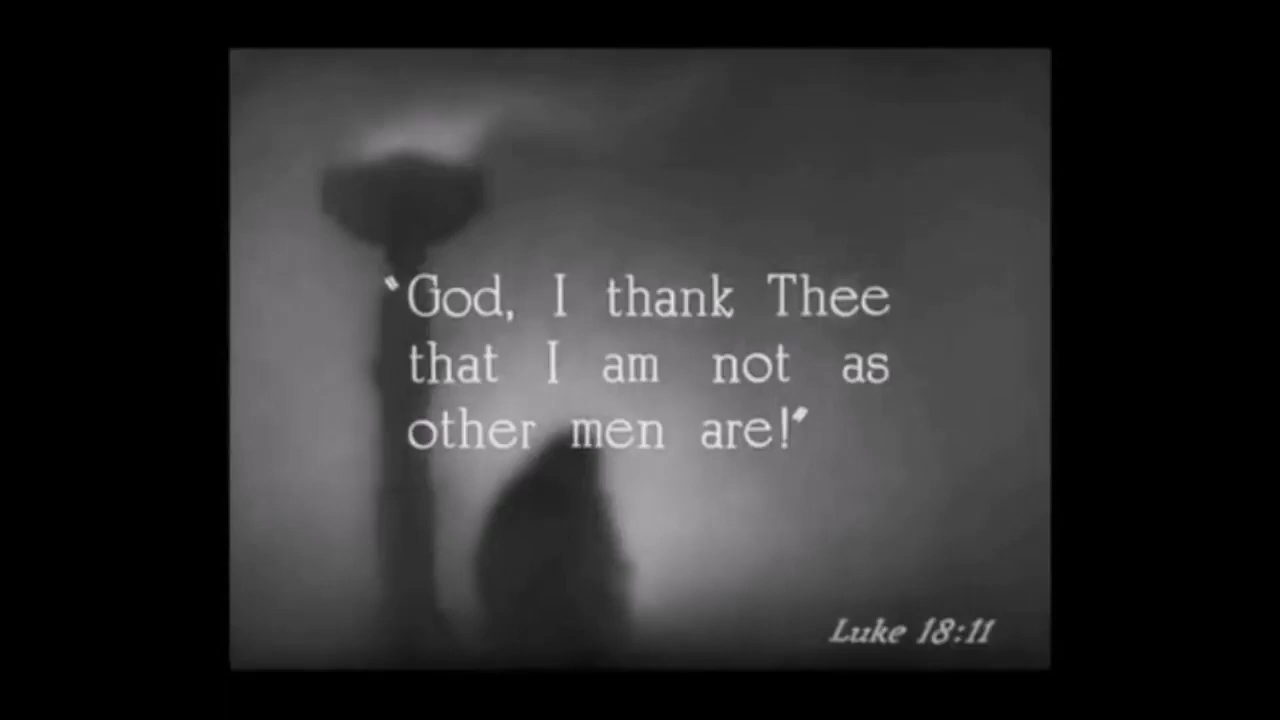 “God, I thank Thee
that I am not as
other men are!”
Luke 18:11